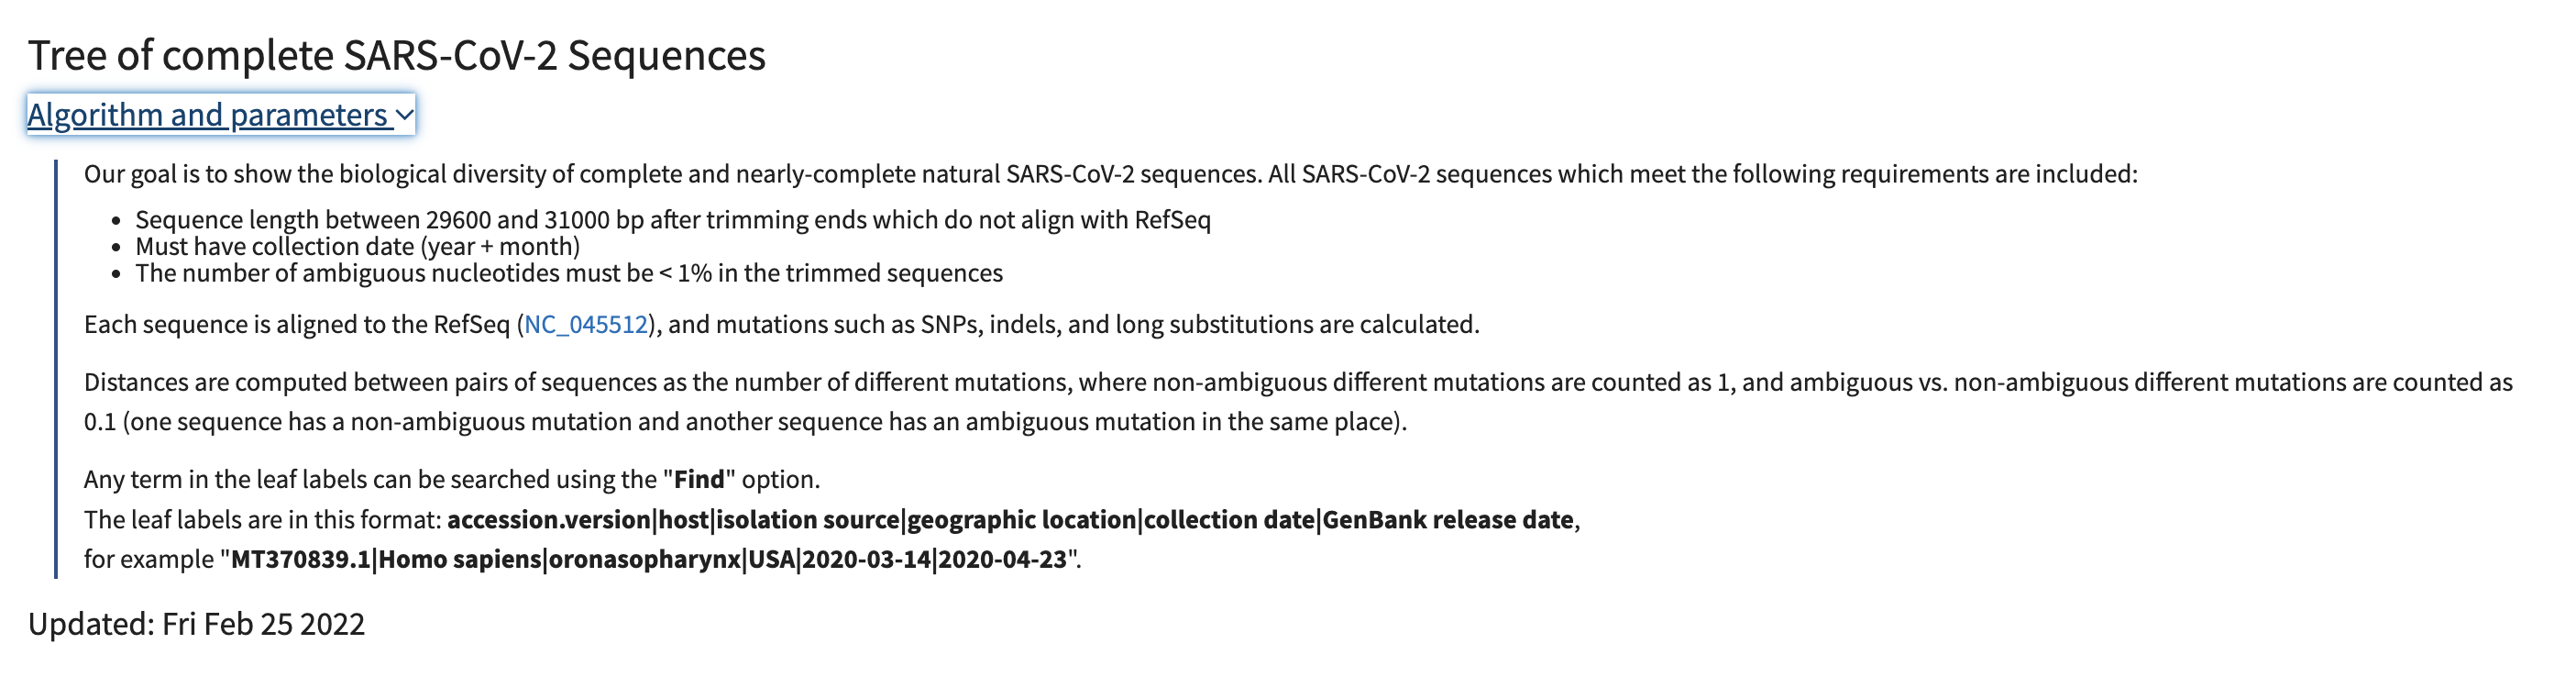 Tree of complete SARS-CoV-2 Sequences
Algorithm and parameters
Our goal is to show the biological diversity of complete and nearly-complete natural SARS-CoV-2 sequences. All SARS-CoV-2 sequences which meet the following requirements are included:
• Sequence length between 29600 and 31000 bp after trimming ends which do not align with RefSeq
• Must have collection date (year + month)
• The number of ambiguous nucleotides must be < 1% in the trimmed sequences
Each sequence is aligned to the RefSeq (NC_045512), and mutations such as SNPs, indels, and long substitutions are calculated.
Distances are computed between pairs of sequences as the number of different mutations, where non-ambiguous different mutations are counted as 1, and ambiguous vs. non-ambiguous different mutations are counted as
0.1 (one sequence has a non-ambiguous mutation and another sequence has an ambiguous mutation in the same place).
Any term in the leaf labels can be searched using the "Find" option.
The leaf labels are in this format: accession.version|host|isolation source|geographic location|collection date|GenBank release date,
for example "MT370839.1|Homo sapiens|oronasopharynx|USA|2020-03-14|2020-04-23".
Updated: Fri Feb 25 2022